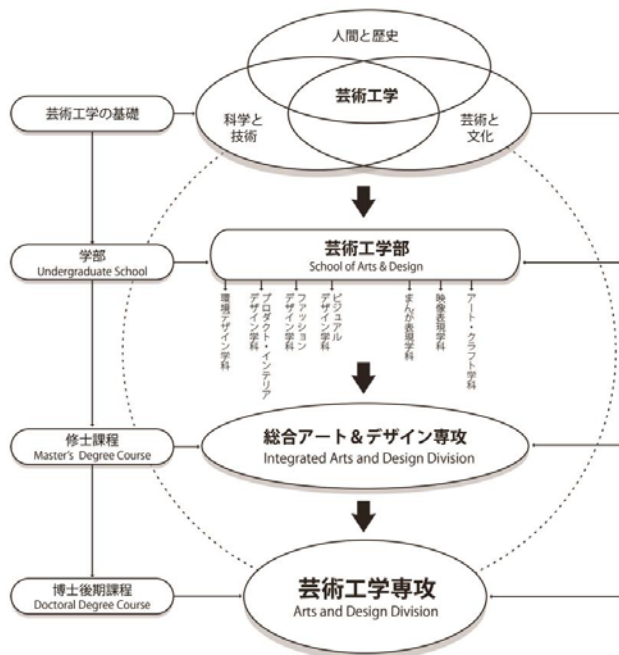 人間と歴史
芸術工学
芸術工学の基礎
科学と
技術
芸術と
文化
学部
Undergraduate School
芸術工学部
School of Arts & Design
環境デザイン学科
プロダクト・インテリア
デザイン学科
ファッション
デザイン学科
ビジュアル
デザイン学科
まんが表現学科
映像表現学科
アート・クラフト学科
修士課程
Master's Degree Course
総合アート&デザイン専攻
Integrated Arts and Design Division
博士後期課程
Doctoral Degree Course
芸術工学専攻
Arts and Design Division